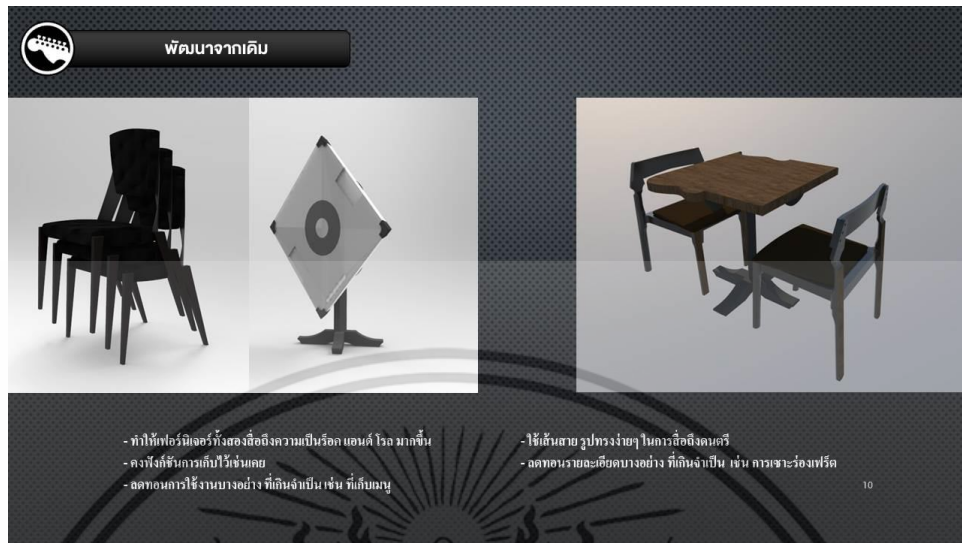 พัฒนาจากเดิม
- ทำให้เฟอร์นิเจอร์ทั้งสองสื่อถึงความเป็นร็อค แอนด์ โรล มากขึ้น
- คงฟังก์ชันการเก็บไว้เช่นเคย
- ลดทอนการใช้งานบางอย่าง ที่เกินจำเป็น เช่น ที่เก็บเมนู
- ใช้เส้นสาย รูปทรงง่ายๆ ในการสื่อถึงดนตรี
- ลดทอนรายละเอียดบางอย่าง ที่เกินจำเป็น เช่น การเซาะร่องเฟร็ต
10